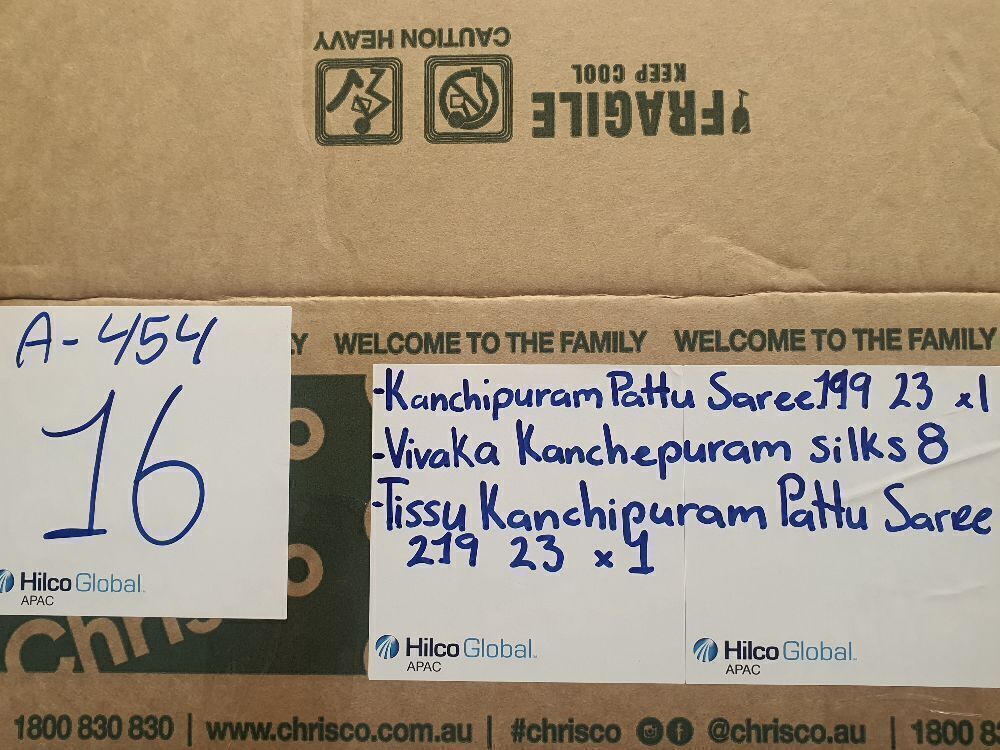 CAUTION HEAVY
KEEP COOL
FRAGILE
A-454
16
Hilco Global
APAC
LY WELCOME TO THE FAMILY WELCOME TO THE FAMILY
-Kanchipuram Pattu Saree 199 23 x1
-Vivaka Kanchepuram silks 8
-Tissu Kanchipuram Pattu Saree
219 23 x 1
Hilco Global
APAC
Hilco Global
APAC
Chris
1800 830 830 | www.chrisco.com.au | #chrisco @chrisco.au | 1800 8